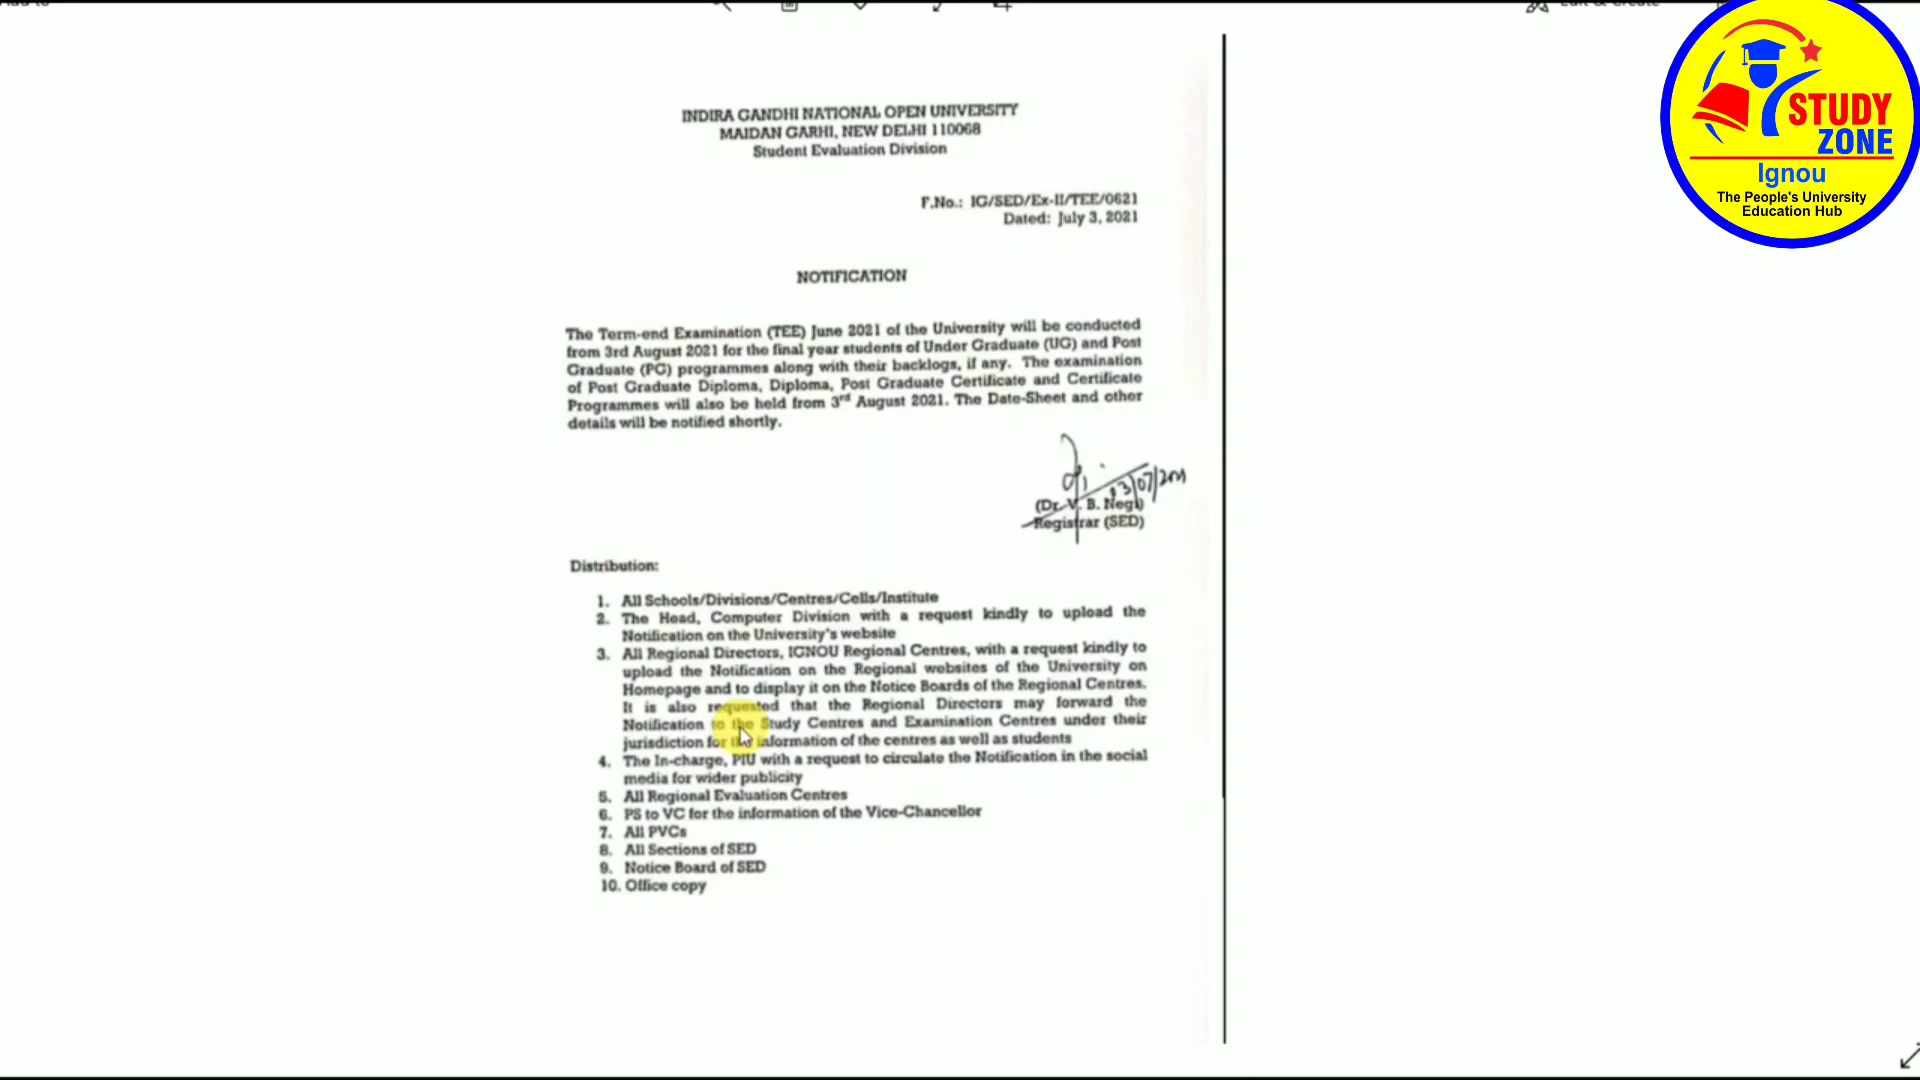 STUDY
ZONE
Ignou
The People's University
Education Hub
INDIRA GANDHI NATIONAL OPEN UNIVERSITY
MAIDAN GARHI, NEW DELHI 110068
Student Evaluation Division
F.No.: IG/SED/Ex-II/TEE/0621
Dated: July 3, 2021
NOTIFICATION
The Term-end Examination (TEE) June 2021 of the University will be conducted
from 3rd August 2021 for the final year students of Under Graduate (UG) and Post
Graduate (PG) programmes along with their backlogs, if any. The examination
of Post Graduate Diploma, Diploma, Post Graduate Certificate and Certificate
Programmes will also be held from 3rd August 2021. The Date-Sheet and other
details will be notified shortly.
03/07/2021
(Dr. V. B. Negi)
Registrar (SED)
Distribution:
1. All Schools/Divisions/Centres/Cells/Institute
2. The Head, Computer Division with a request kindly to upload the
Notification on the University's website
3. All Regional Directors, IGNOU Regional Centres, with a request kindly to
upload the Notification on the Regional websites of the University on
Homepage and to display it on the Notice Boards of the Regional Centres.
It is also requested that the Regional Directors may forward the
Notification to the Study Centres and Examination Centres under their
jurisdiction for the information of the centres as well as students
4. The In-charge, PIU with a request to circulate the Notification in the social
media for wider publicity
5. All Regional Evaluation Centres
6. PS to VC for the information of the Vice-Chancellor
7. All PVCs
8. All Sections of SED
9. Notice Board of SED
10. Office copy